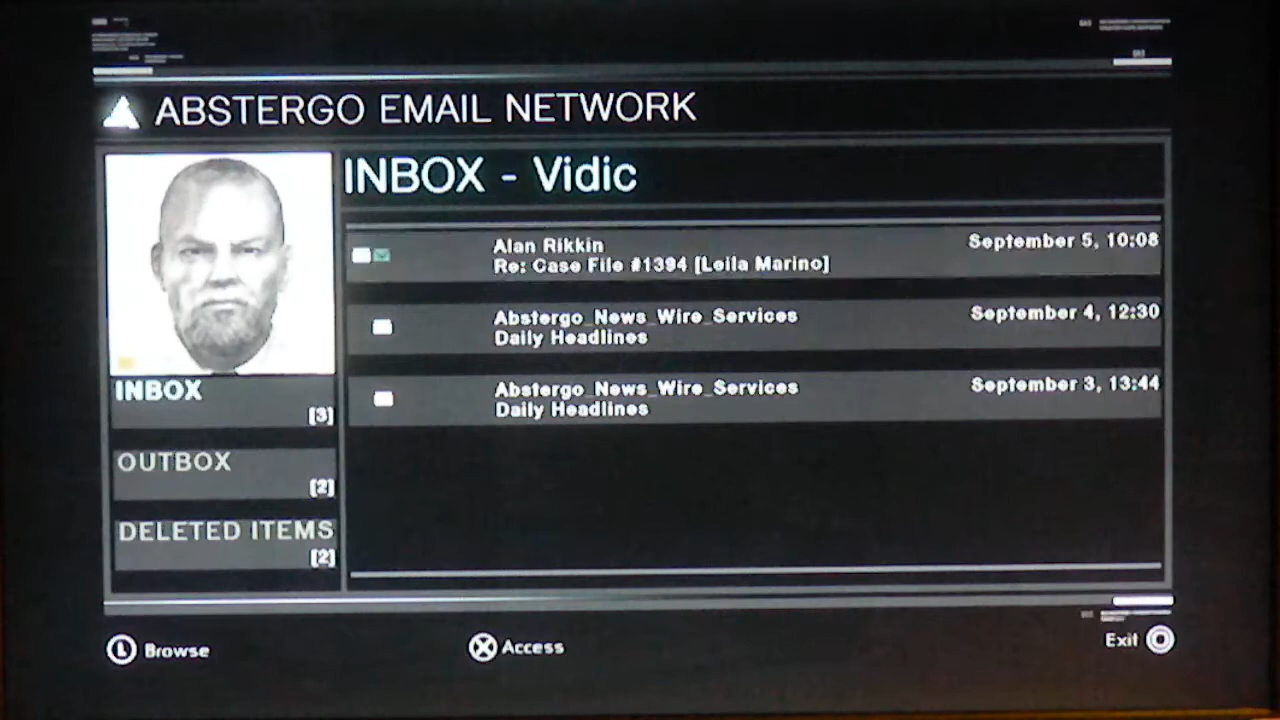 ABSTERGO EMAIL NETWORK
INBOX - Vidic
Alan Rikkin
September 5, 10:08
Re: Case File #1394 [Leila Marino]
Abstergo_News_Wire_Services
September 4, 12:30
Daily Headlines
Abstergo_News_Wire_Services
September 3, 13:44
Daily Headlines
INBOX
[3]
OUTBOX
[2]
DELETED ITEMS
[2]
L Browse
X Access
Exit O